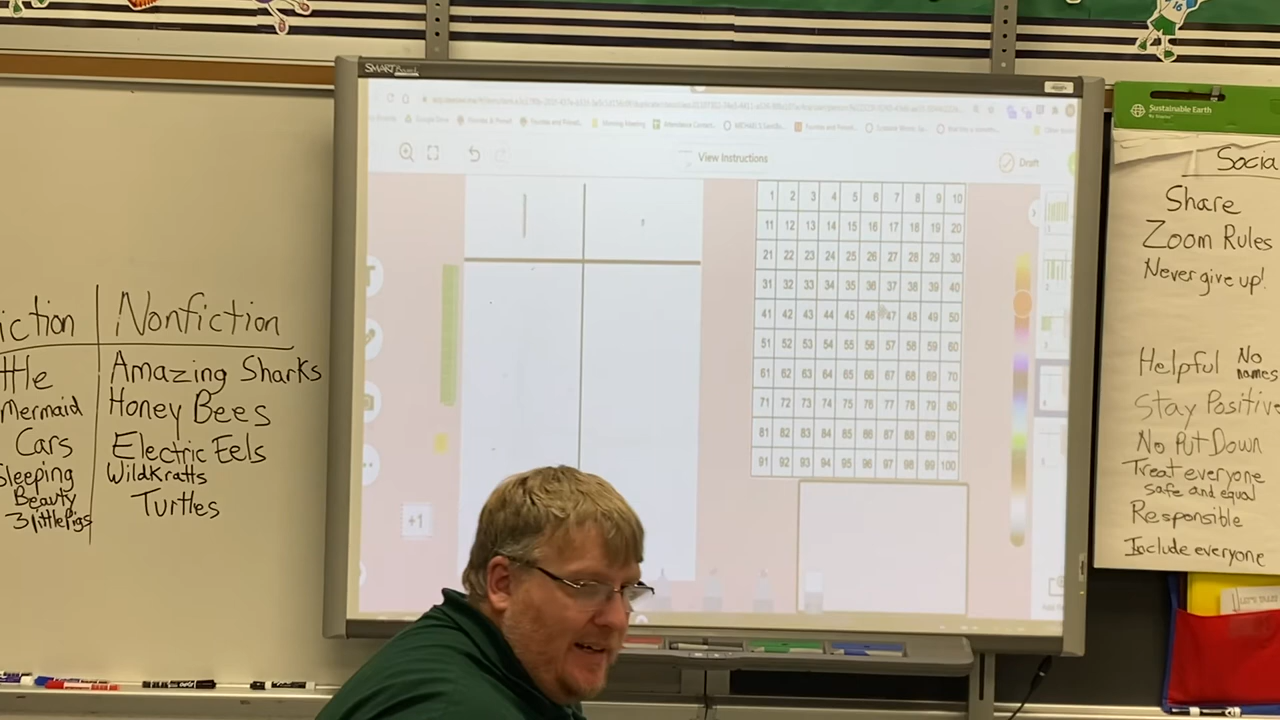 SMART Board
View Instructions
Draft
1 2 3 4 5 6 7 8 9 10
11 12 13 14 15 16 17 18 19 20
21 22 23 24 25 26 27 28 29 30
31 32 33 34 35 36 37 38 39 40
41 42 43 44 45 46 47 48 49 50
51 52 53 54 55 56 57 58 59 60
61 62 63 64 65 66 67 68 69 70
71 72 73 74 75 76 77 78 79 80
81 82 83 84 85 86 87 88 89 90
91 92 93 94 95 96 97 98 99 100
+1
iction Nonfiction
ttle Amazing Sharks
Mermaid Honey Bees
Cars Electric Eels
Sleeping WildKratts
Beauty Turtles
3 little Pigs
16
Sustainable Earth
Socia
Share
Zoom Rules
Never give up!
Helpful No names
Stay Positive
No Put Down
Treat everyone
safe and equal
Responsible
Include everyone